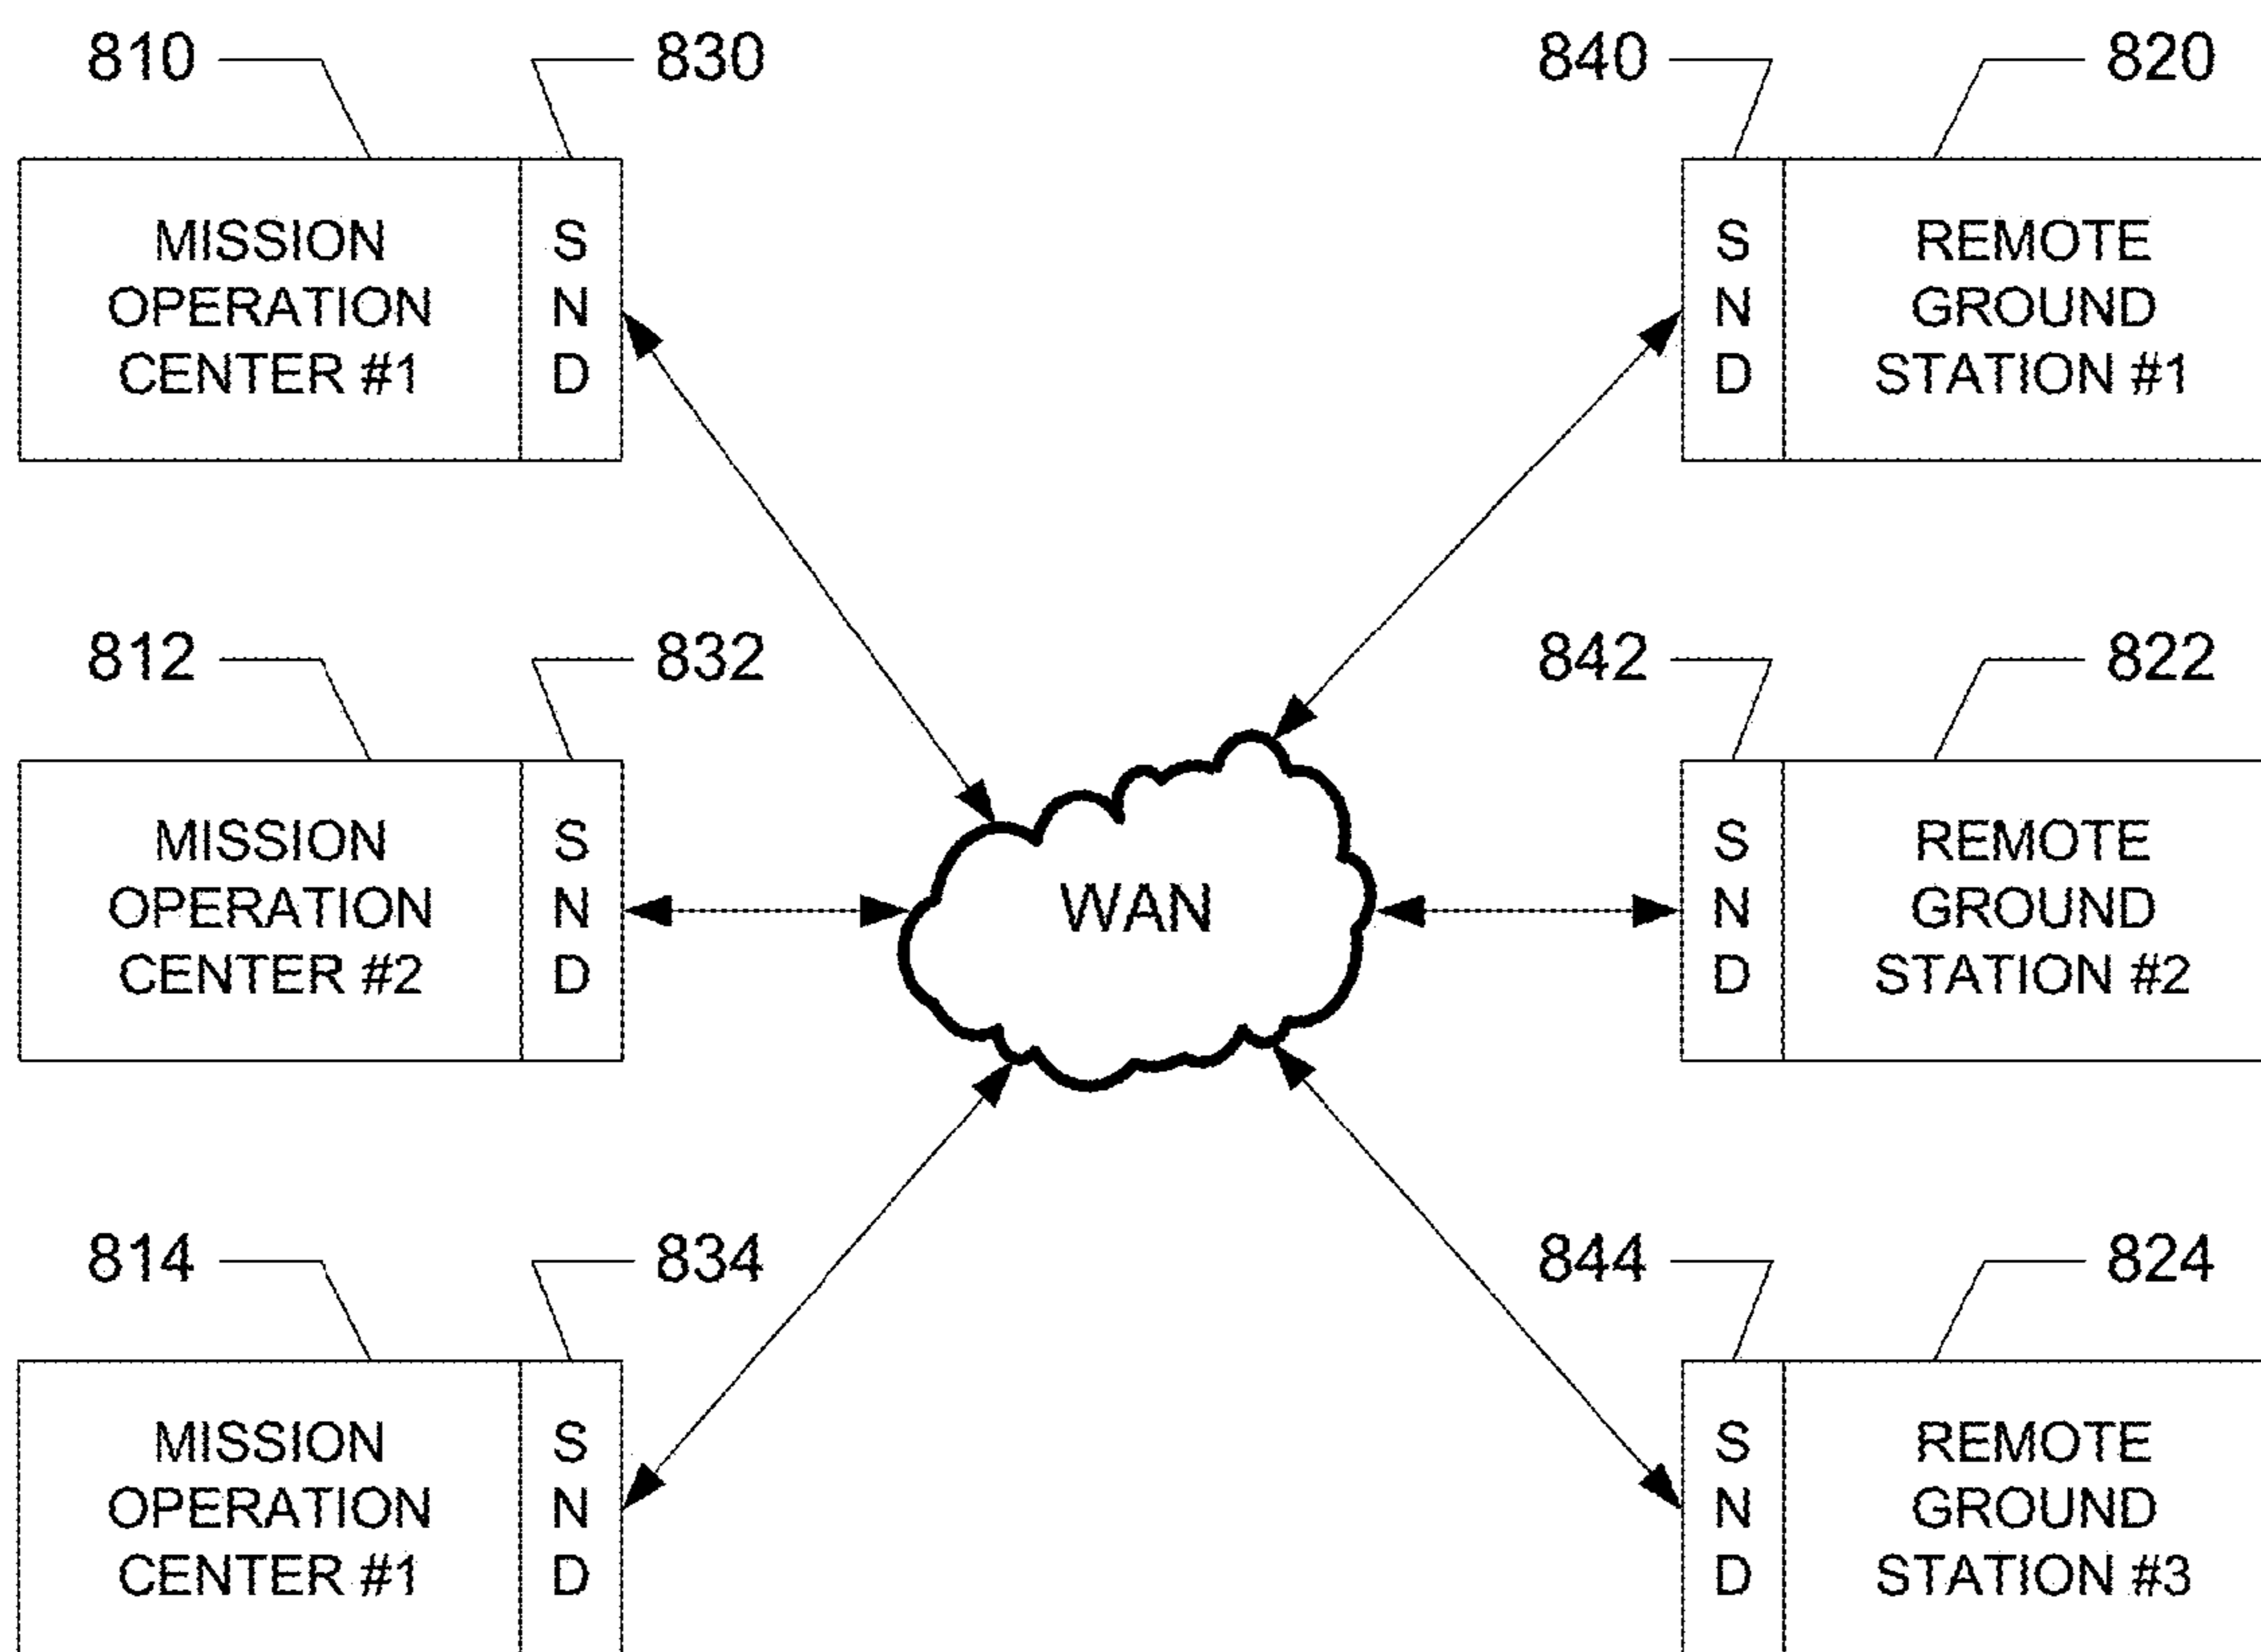 810
830
840
820
MISSION
OPERATION
CENTER #1
S
N
D
S
N
D
REMOTE
GROUND
STATION #1
812
832
842
822
MISSION
OPERATION
CENTER #2
S
N
D
WAN
S
N
D
REMOTE
GROUND
STATION #2
814
834
844
824
MISSION
OPERATION
CENTER #1
S
N
D
S
N
D
REMOTE
GROUND
STATION #3